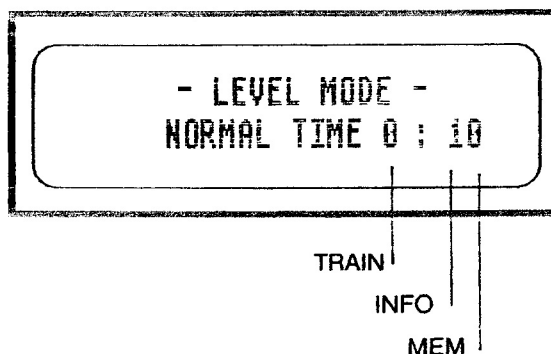 - LEVEL MODE -
NORMAL TIME 0 : 10
TRAIN
INFO
MEM